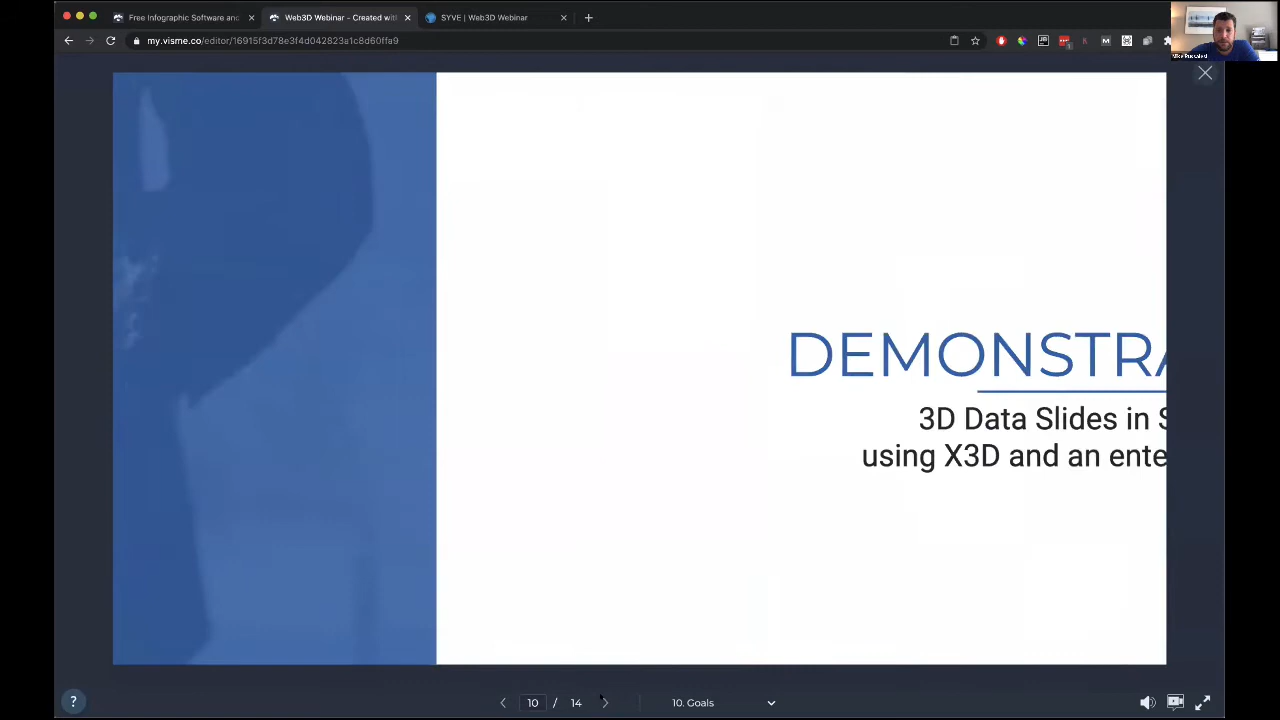 Free Infographic Software and
Web3D Webinar - Created with
SYVE | Web3D Webinar
my.visme.co/editor/16915f3d78e3f4d042823a1c8d60ffa9
DEMONSTRA
3D Data Slides in S
using X3D and an ente
?
10 / 14
10. Goals